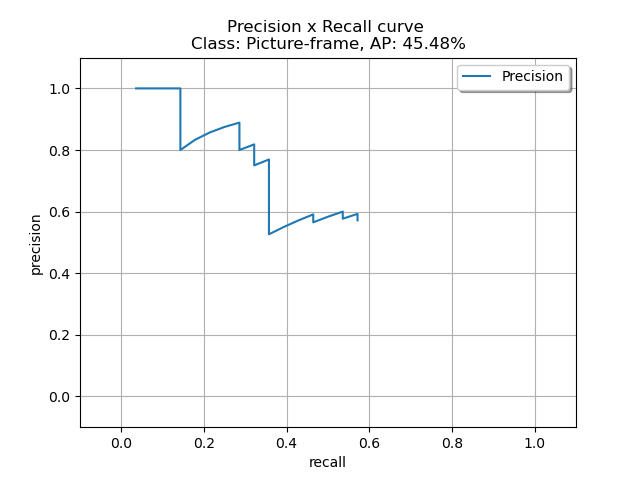 Precision x Recall curve
Class: Picture-frame, AP: 45.48%
Precision
1.0
0.8
0.6
0.4
0.2
0.0
precision
0.0 0.2 0.4 0.6 0.8 1.0
recall